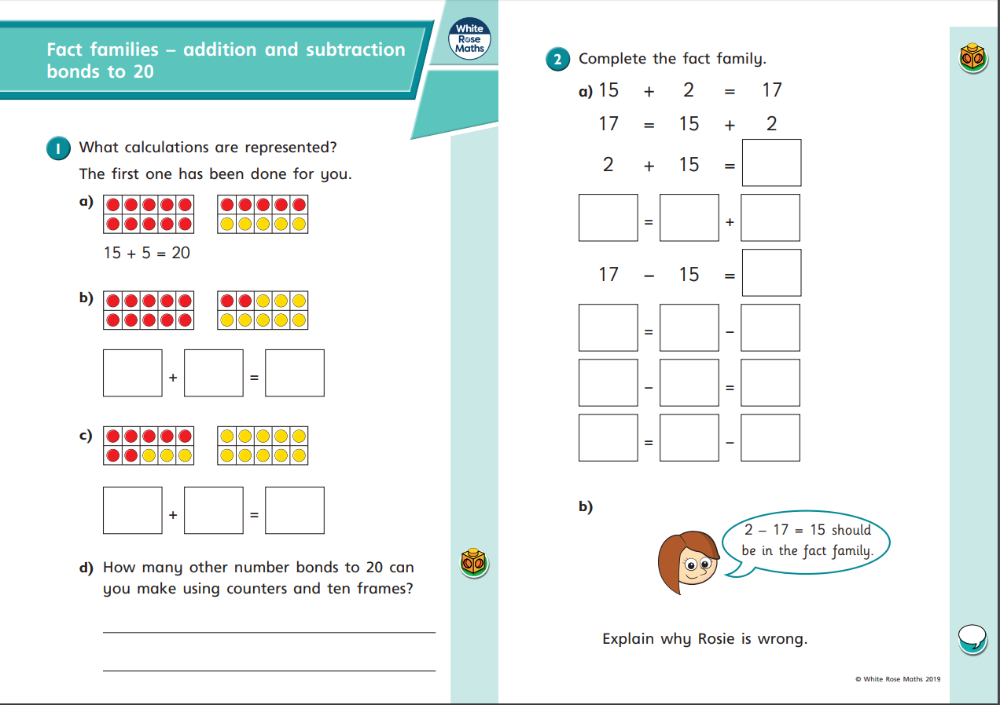 Fact families – addition and subtraction
bonds to 20
White
Rose
Maths
1
What calculations are represented?
The first one has been done for you.
a)
15 + 5 = 20
b)
+ =
c)
+ =
d) How many other number bonds to 20 can
you make using counters and ten frames?
2 Complete the fact family.
a) 15 + 2 = 17
17 = 15 + 2
2 + 15 =
= +
17 – 15 =
= –
– =
= –
b)
2 – 17 = 15 should
be in the fact family.
Explain why Rosie is wrong.
© White Rose Maths 2019